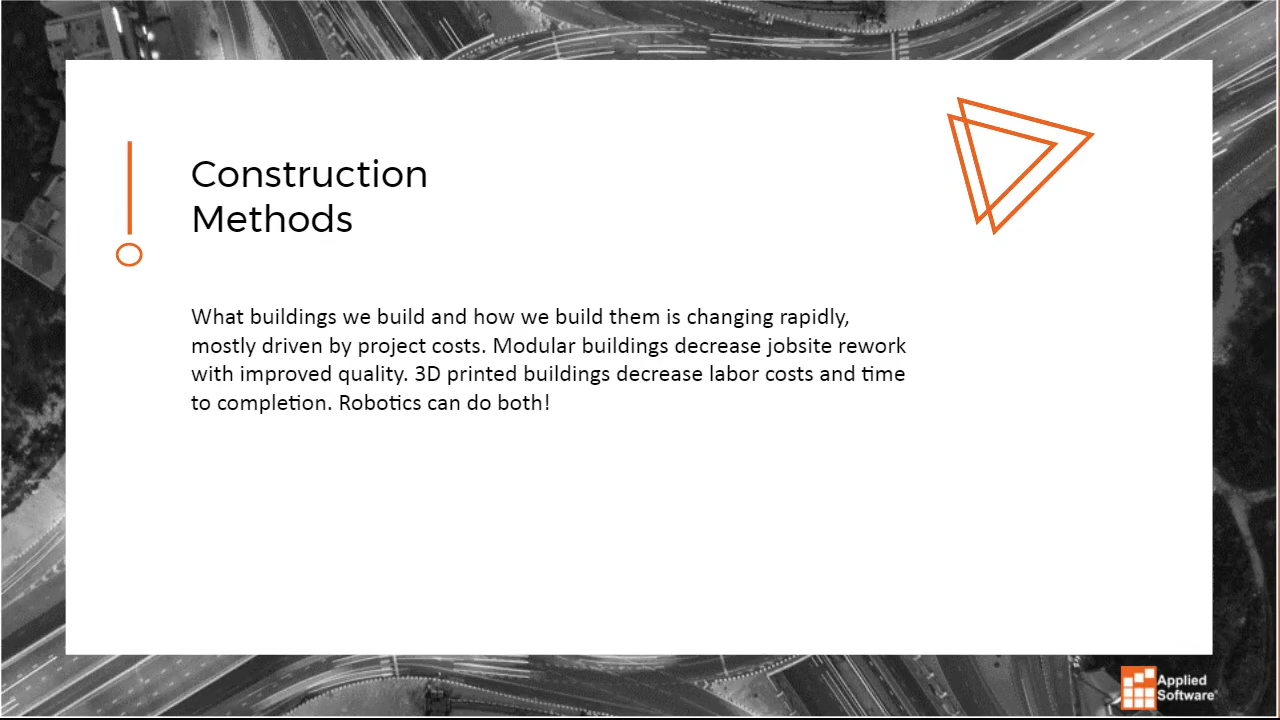 Construction
Methods
What buildings we build and how we build them is changing rapidly,
mostly driven by project costs. Modular buildings decrease jobsite rework
with improved quality. 3D printed buildings decrease labor costs and time
to completion. Robotics can do both!
Applied
Software®